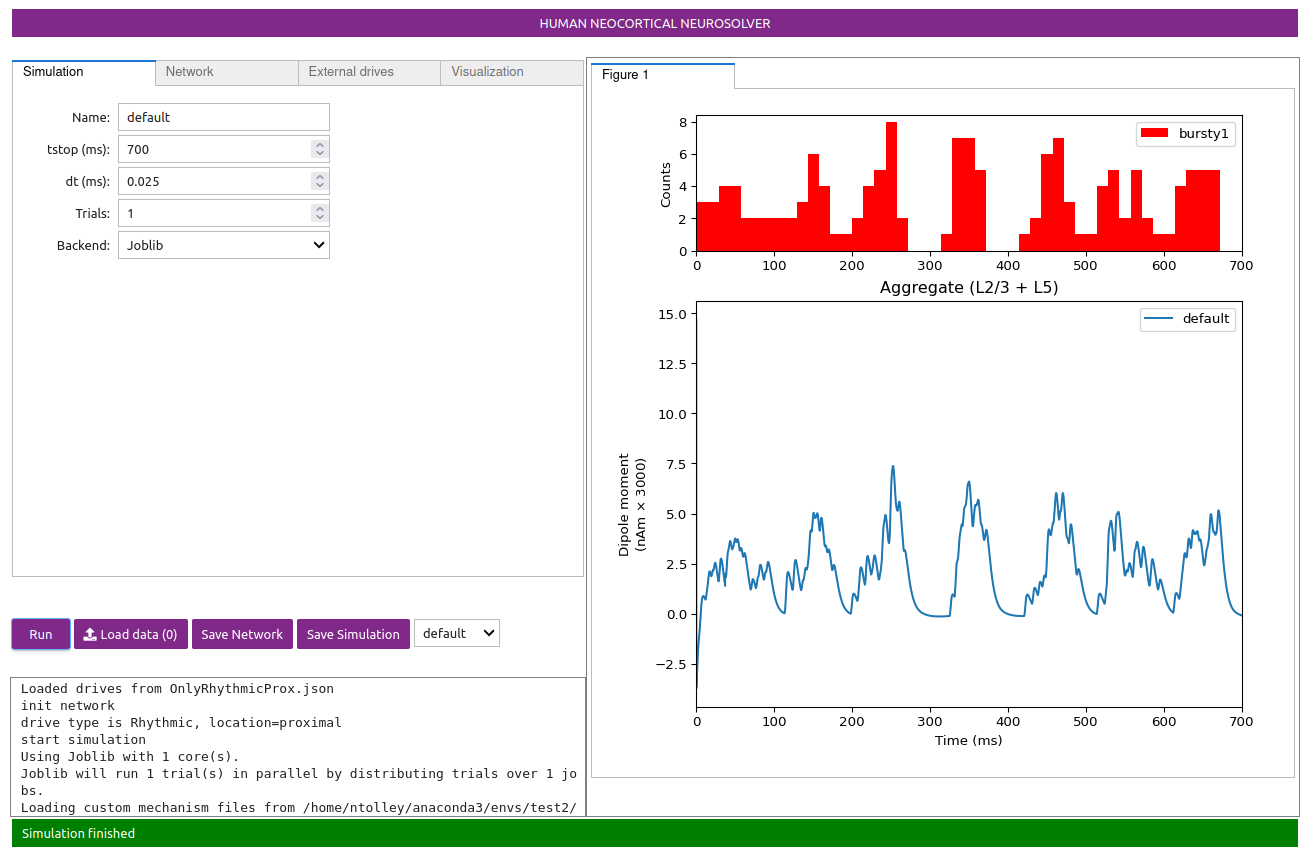 HUMAN NEOCORTICAL NEUROSOLVER
Simulation
Network
External drives
Visualization
Name:
default
tstop (ms):
700
dt (ms):
0.025
Trials:
1
Backend:
Joblib
Run
Load data (0)
Save Network
Save Simulation
default
Loaded drives from OnlyRhythmicProx.json
init network
drive type is Rhythmic, location=proximal
start simulation
Using Joblib with 1 core(s).
Joblib will run 1 trial(s) in parallel by distributing trials over 1 jo
bs.
Loading custom mechanism files from /home/ntolley/anaconda3/envs/test2/
Figure 1
8
6
4
2
0
Counts
bursty1
0 100 200 300 400 500 600 700
Aggregate (L2/3 + L5)
15.0
12.5
10.0
7.5
5.0
2.5
0.0
−2.5
Dipole moment
(nAm × 3000)
default
0 100 200 300 400 500 600 700
Time (ms)
Simulation finished